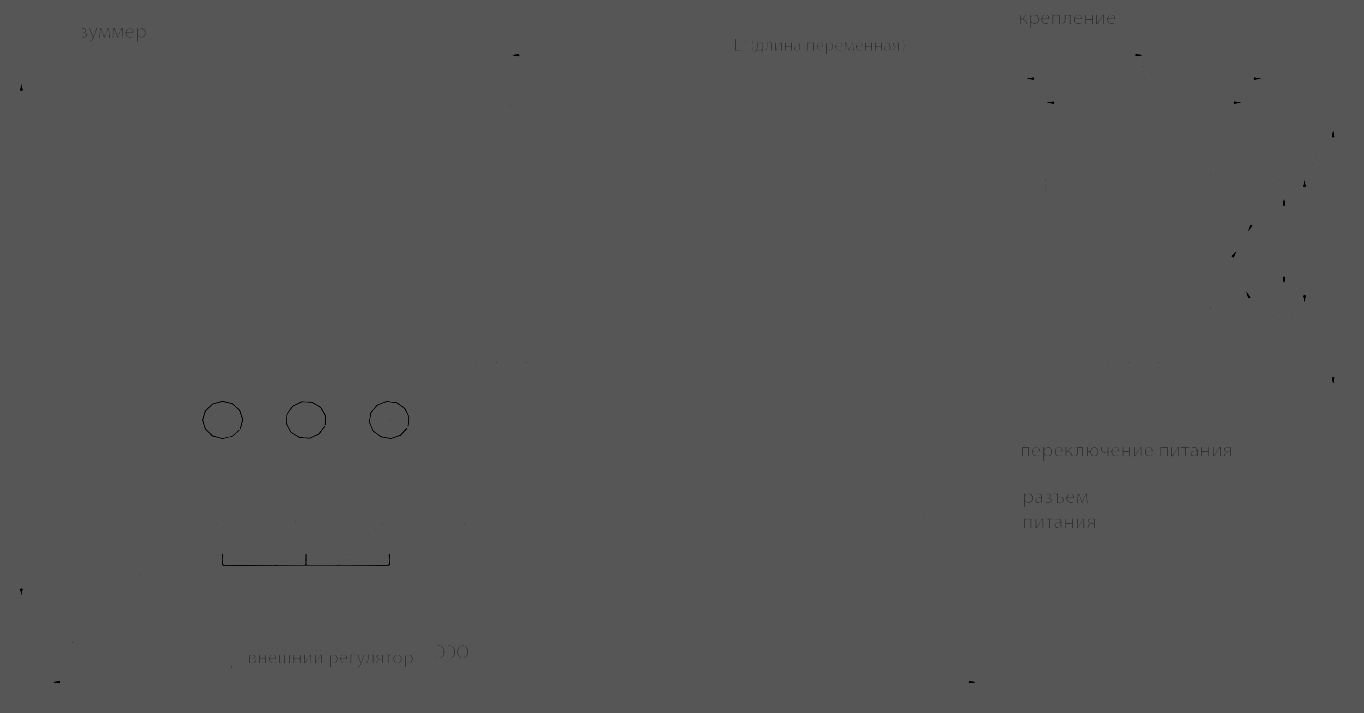 крепление
зуммер
L (длина переменная)
переключение питания
разъем
питания
внешний регулятор